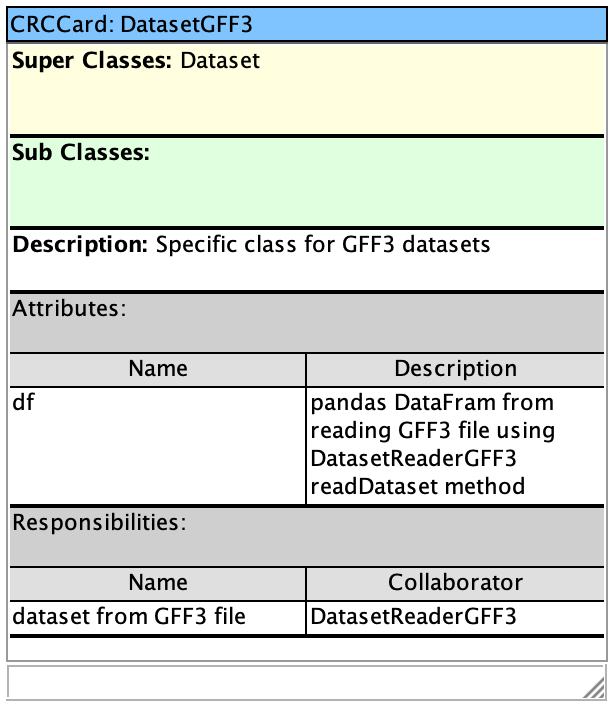 CRCCard: DatasetGFF3
Super Classes: Dataset
Sub Classes:
Description: Specific class for GFF3 datasets
Attributes:
Name Description
df pandas DataFram from
reading GFF3 file using
DatasetReaderGFF3
readDataset method
Responsibilities:
Name Collaborator
dataset from GFF3 file DatasetReaderGFF3